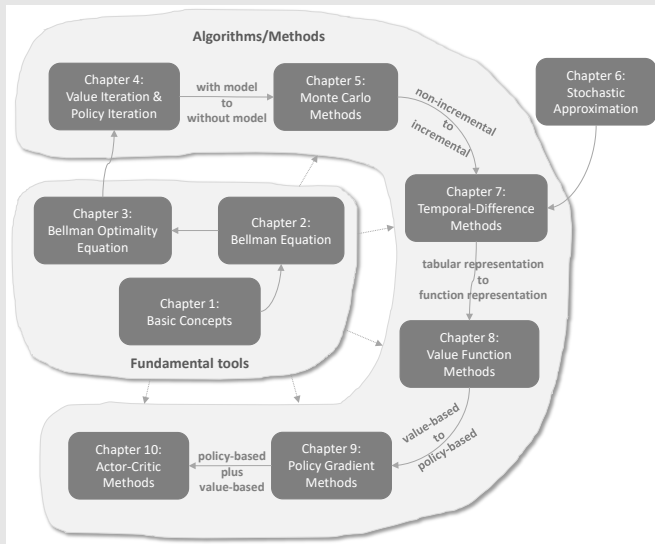 Algorithms/Methods
Chapter 4:
Value Iteration &
Policy Iteration
with model
to
without model
Chapter 5:
Monte Carlo
Methods
non-incremental
to
incremental
Chapter 6:
Stochastic
Approximation
Chapter 3:
Bellman Optimality
Equation
Chapter 2:
Bellman Equation
Chapter 7:
Temporal-Difference
Methods
Chapter 1:
Basic Concepts
Fundamental tools
tabular representation
to
function representation
Chapter 8:
Value Function
Methods
value-based
to
policy-based
Chapter 9:
Policy Gradient
Methods
policy-based
plus
value-based
Chapter 10:
Actor-Critic
Methods